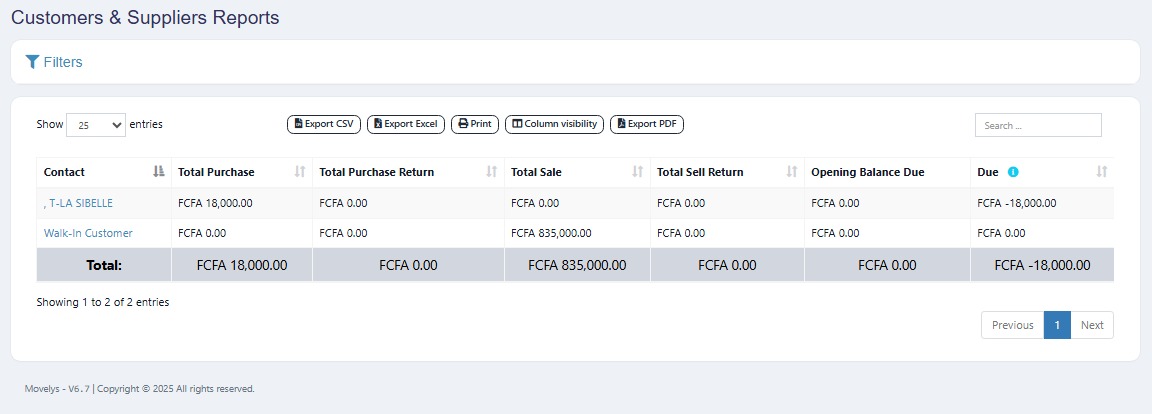 Customers & Suppliers Reports
Filters
Show 25 entries Export CSV Export Excel Print Column visibility Export PDF Search ...
Contact Total Purchase Total Purchase Return Total Sale Total Sell Return Opening Balance Due Due
, T-LA SIBELLE FCFA 18,000.00 FCFA 0.00 FCFA 0.00 FCFA 0.00 FCFA 0.00 FCFA -18,000.00
Walk-In Customer FCFA 0.00 FCFA 0.00 FCFA 835,000.00 FCFA 0.00 FCFA 0.00 FCFA 0.00
Total: FCFA 18,000.00 FCFA 0.00 FCFA 835,000.00 FCFA 0.00 FCFA 0.00 FCFA -18,000.00
Showing 1 to 2 of 2 entries
Previous 1 Next
Movelys - V6.7 | Copyright © 2025 All rights reserved.